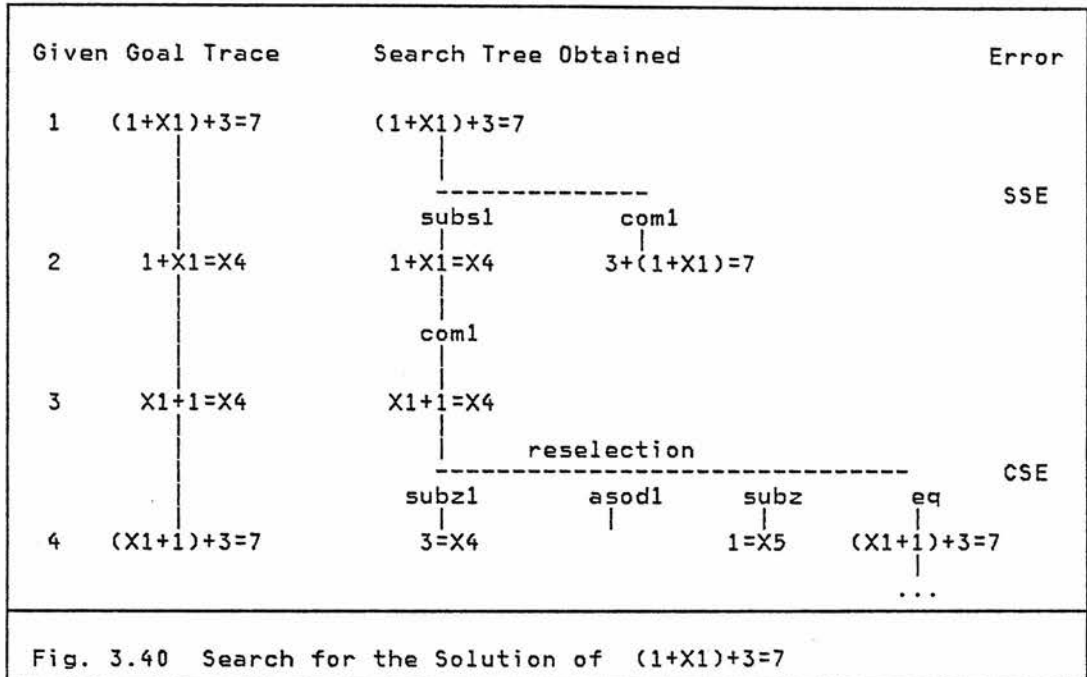 Given Goal Trace Search Tree Obtained Error
1 (1+X1)+3=7 (1+X1)+3=7
SSE
subs1 com1
2 1+X1=X4 1+X1=X4 3+(1+X1)=7
com1
3 X1+1=X4 X1+1=X4
reselection
CSE
subz1 asod1 subz eq
4 (X1+1)+3=7 3=X4 1=X5 (X1+1)+3=7
...
Fig. 3.40 Search for the Solution of (1+X1)+3=7